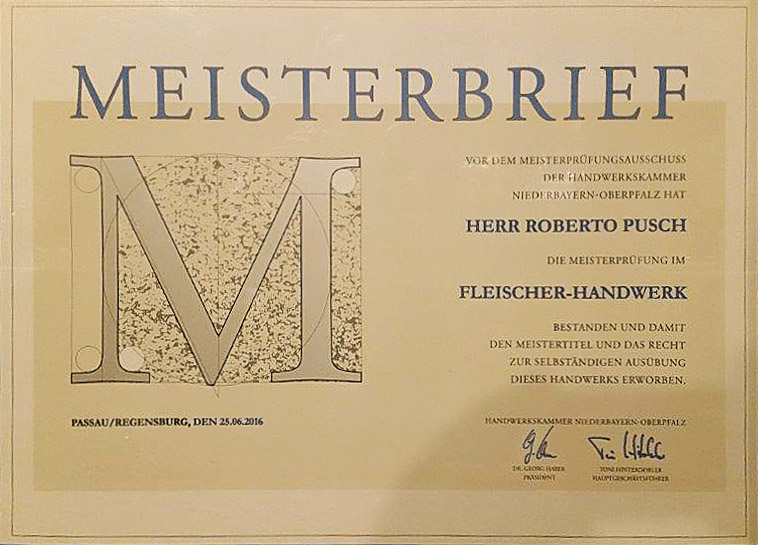 MEISTERBRIEF
VOR DEM MEISTERPRÜFUNGSAUSSCHUSS
DER HANDWERKSKAMMER
NIEDERBAYERN-OBERPFALZ HAT
HERR ROBERTO PUSCH
DIE MEISTERPRÜFUNG IM
FLEISCHER-HANDWERK
BESTANDEN UND DAMIT
DEN MEISTERTITEL UND DAS RECHT
ZUR SELBSTÄNDIGEN AUSÜBUNG
DIESES HANDWERKS ERWORBEN.
M
PASSAU/REGENSBURG, DEN 25.06.2016
HANDWERKSKAMMER NIEDERBAYERN-OBERPFALZ
DR. GEORG HABER
PRÄSIDENT
TONI HINTERDOBLER
HAUPTGESCHÄFTSFÜHRER